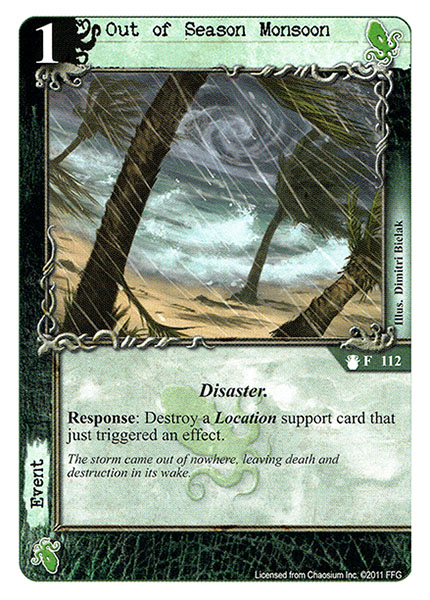 1
Out of Season Monsoon
Illus. Dimitri Bielak
F 112
Disaster.
Response: Destroy a Location support card that
just triggered an effect.
The storm came out of nowhere, leaving death and
destruction in its wake.
Event
Licensed from Chaosium Inc. ©2011 FFG